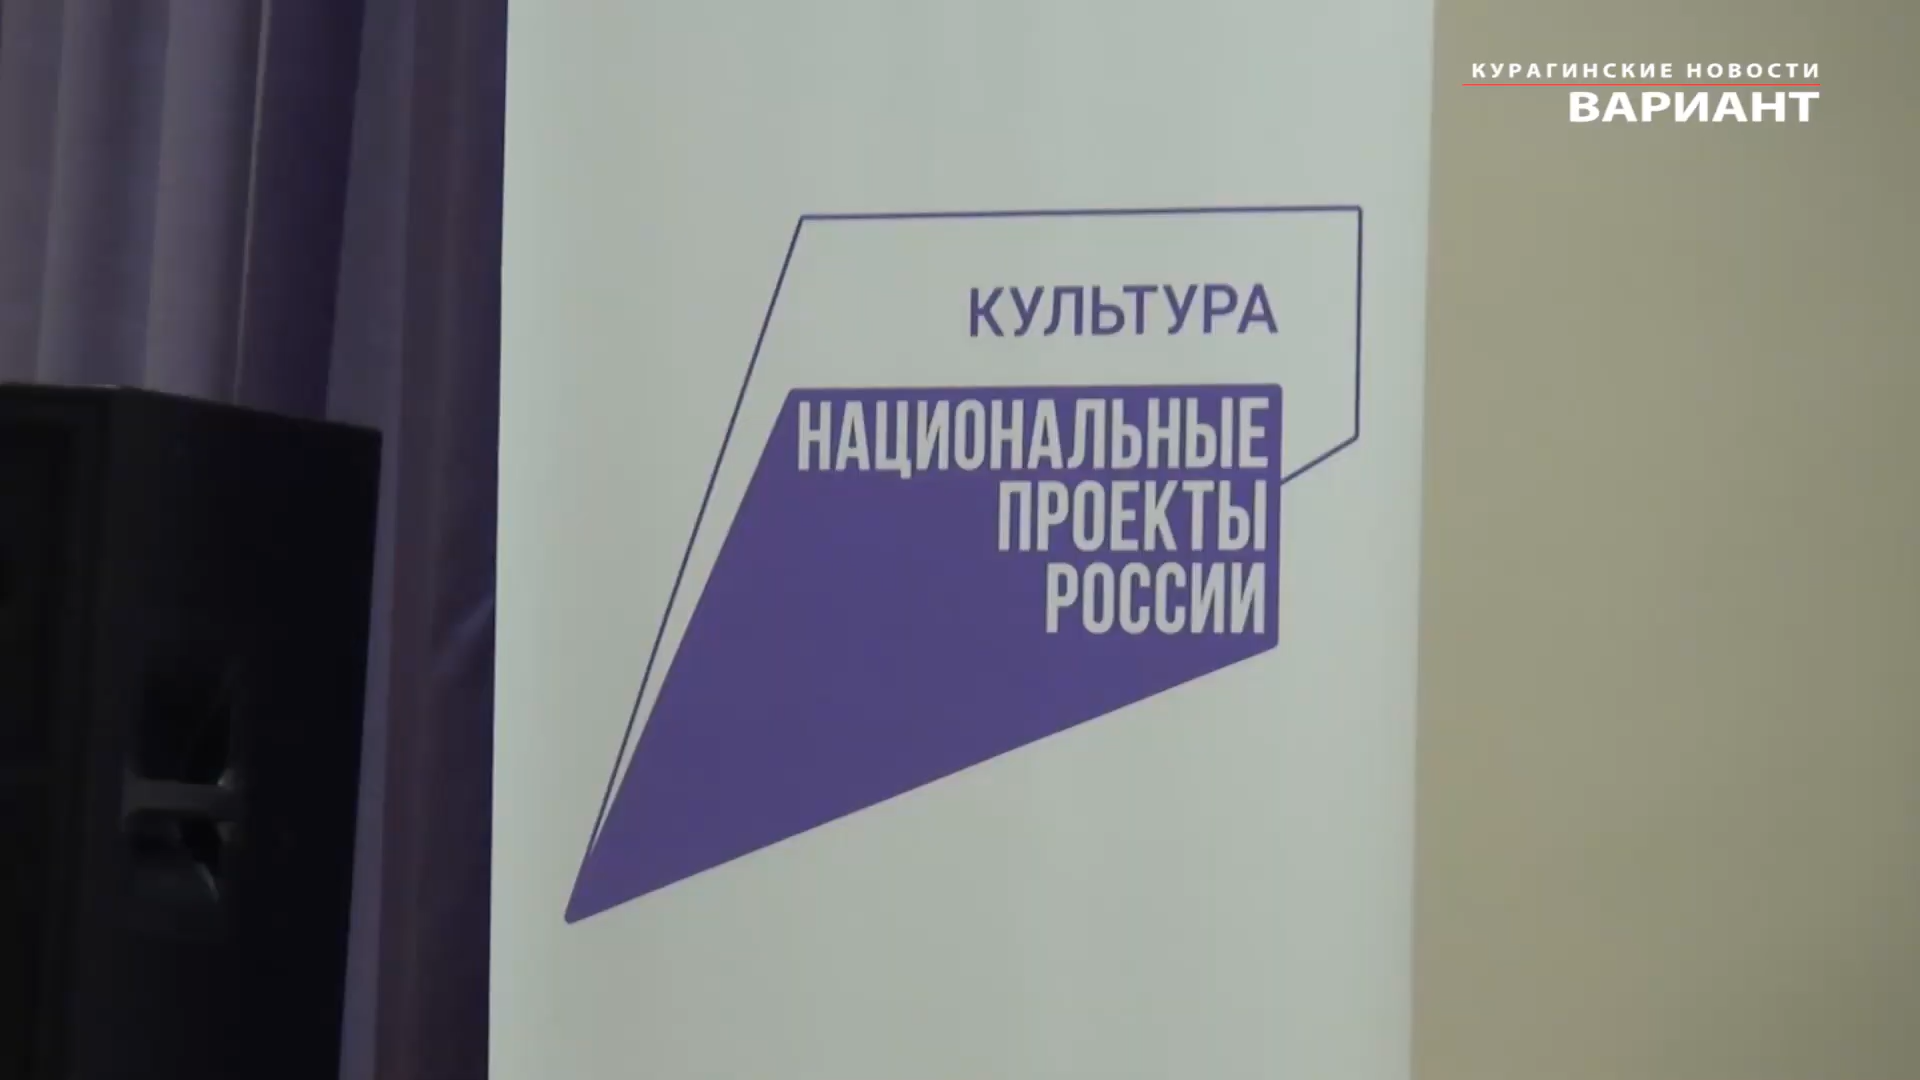 КУРАГИНСКИЕ НОВОСТИ
ВАРИАНТ
КУЛЬТУРА
НАЦИОНАЛЬНЫЕ
ПРОЕКТЫ
РОССИИ